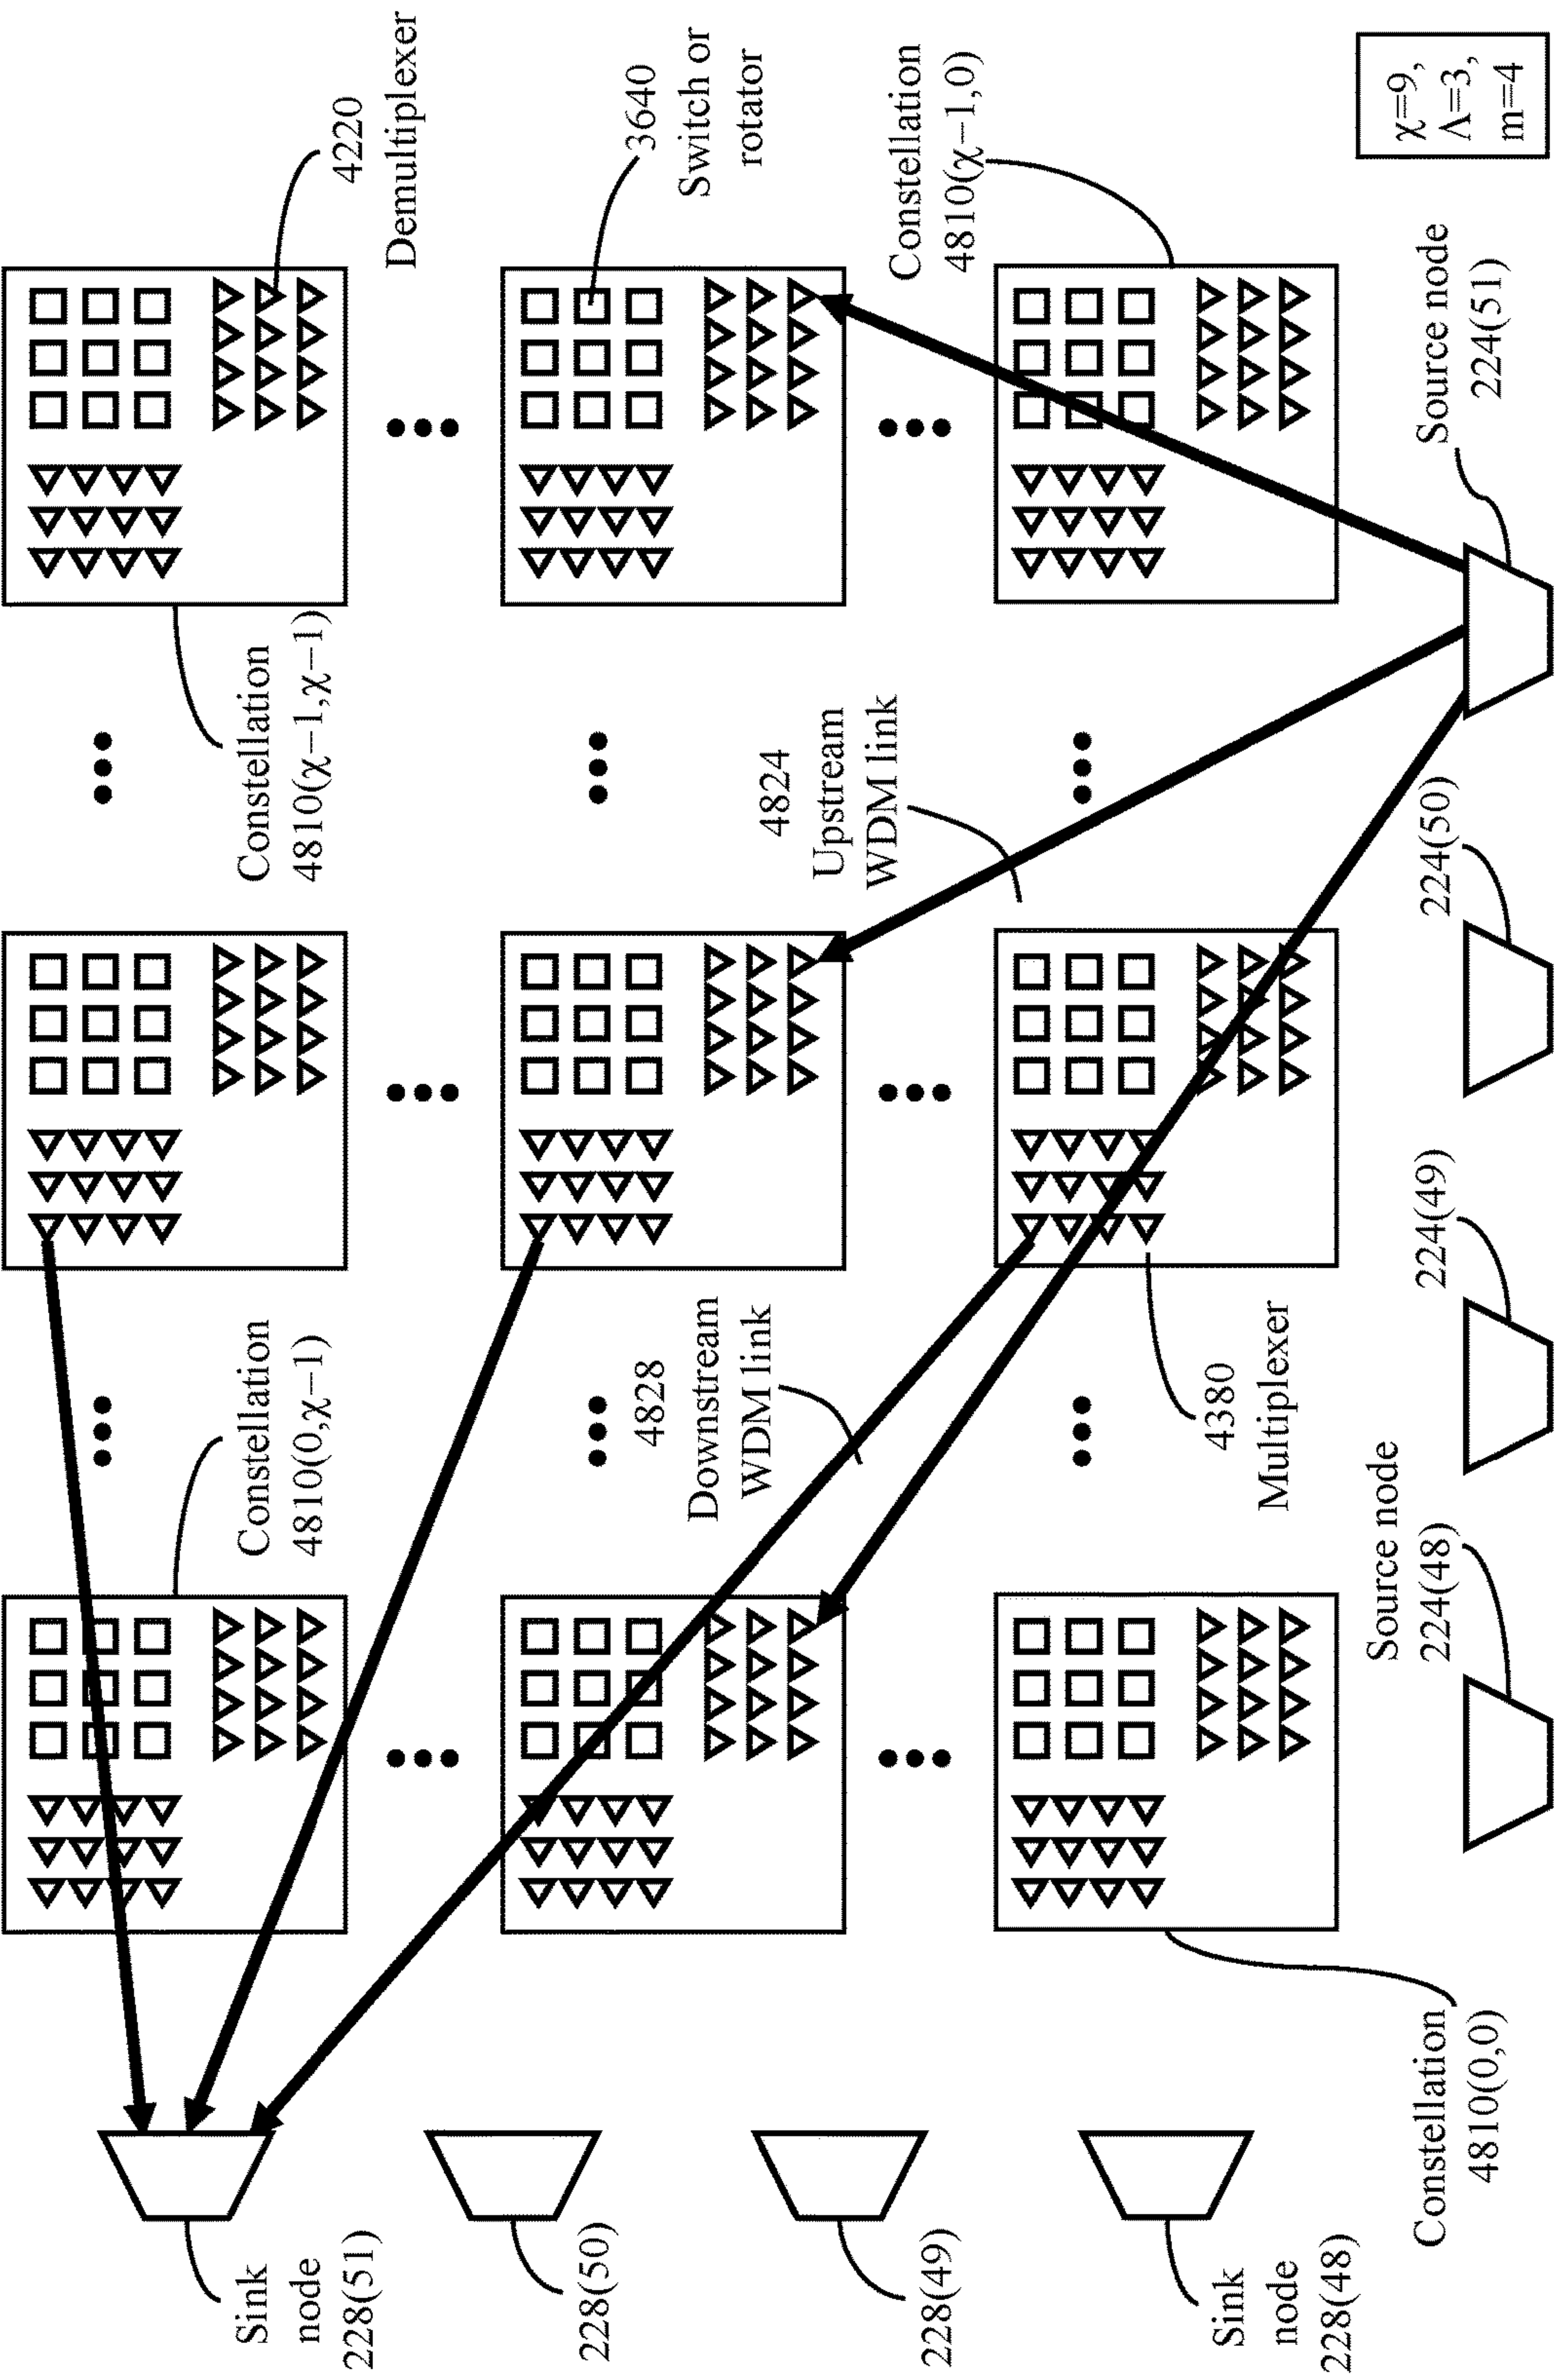 Sink
node
228(51)
228(50)
228(49)
Sink
node
228(48)
Constellation
4810(0,χ−1)
Constellation
4810(χ−1,χ−1)
4220
Demultiplexer
3640
Switch or
rotator
4828
Downstream
WDM link
4824
Upstream
WDM link
Constellation
4810(χ−1,0)
4380
Multiplexer
Constellation
4810(0,0)
Source node
224(48)
224(49)
224(50)
Source node
224(51)
χ=9,
Λ=3,
m=4